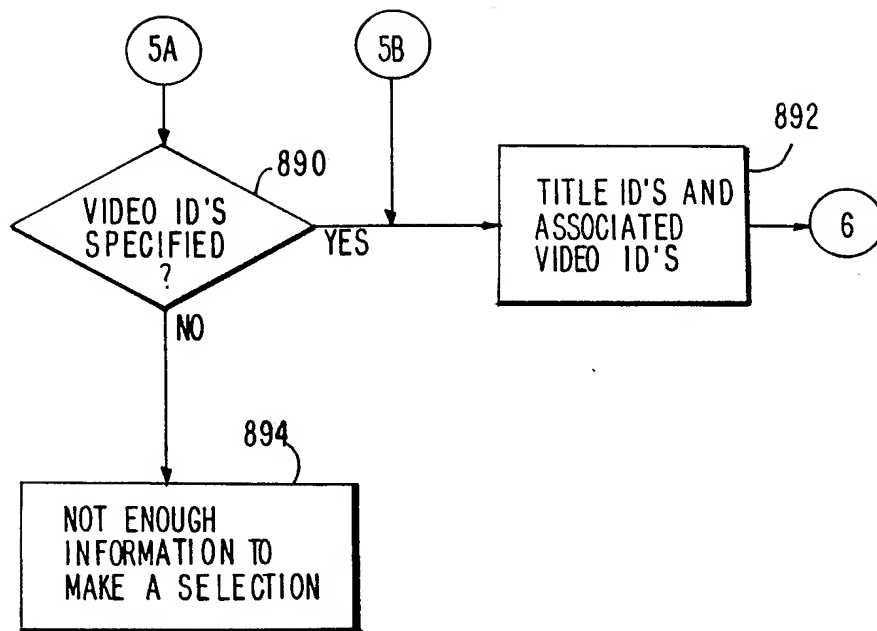 5A
5B
890
892
VIDEO ID'S
SPECIFIED
?
YES
NO
TITLE ID'S AND
ASSOCIATED
VIDEO ID'S
6
894
NOT ENOUGH
INFORMATION TO
MAKE A SELECTION